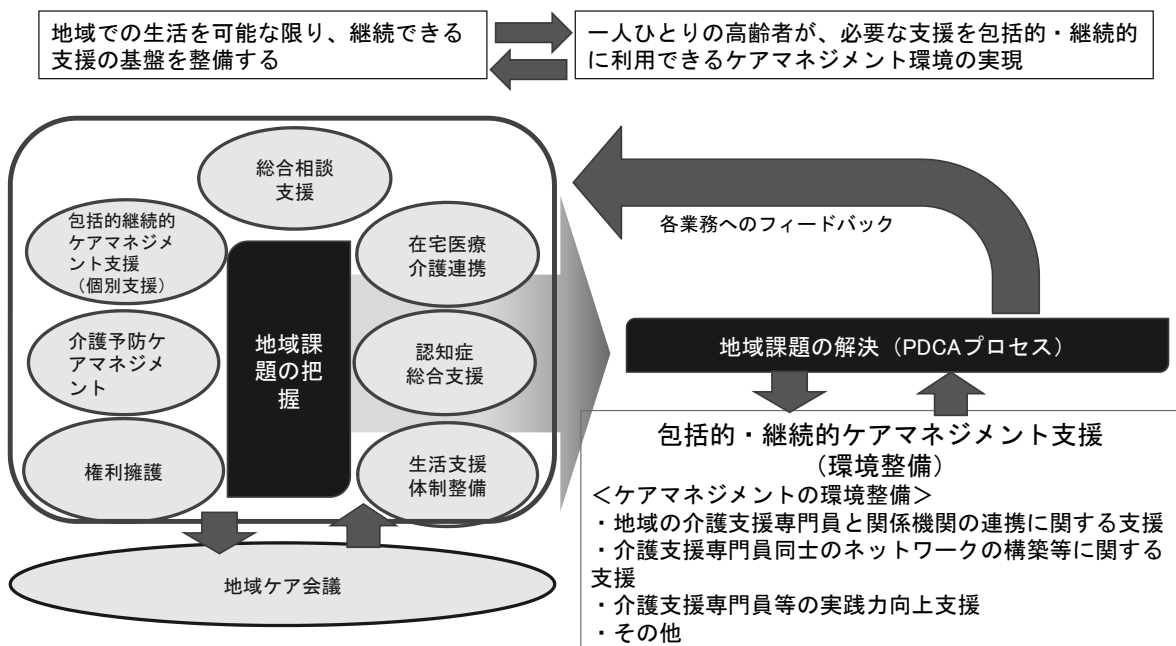 地域での生活を可能な限り、継続できる
支援の基盤を整備する
一人ひとりの高齢者が、必要な支援を包括的・継続的
に利用できるケアマネジメント環境の実現
総合相談
支援
包括的継続的
ケアマネジメ
ント支援
（個別支援）
介護予防ケ
アマネジメ
ント
権利擁護
地域課
題の把
握
在宅医療
介護連携
認知症
総合支援
生活支援
体制整備
地域ケア会議
各業務へのフィードバック
地域課題の解決（PDCAプロセス）
包括的・継続的ケアマネジメント支援
（環境整備）
＜ケアマネジメントの環境整備＞
・地域の介護支援専門員と関係機関の連携に関する支援
・介護支援専門員同士のネットワークの構築等に関する
支援
・介護支援専門員等の実践力向上支援
・その他